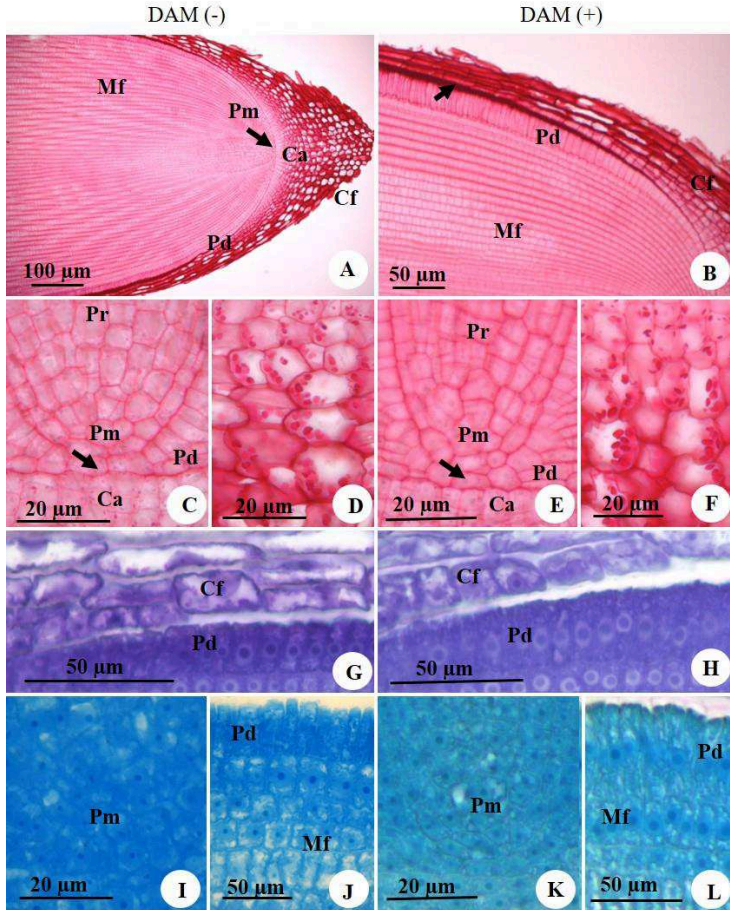 DAM (-)
DAM (+)
Mf
Pm
Ca
Cf
Pd
100 µm
A
Pd
Cf
Mf
50 µm
B
Pr
Pm
Pd
Ca
20 µm
C
20 µm
D
Pr
Pm
Pd
Ca
20 µm
E
20 µm
F
Cf
Pd
50 µm
G
Cf
Pd
50 µm
H
Pm
20 µm
I
Pd
Mf
50 µm
J
Pm
20 µm
K
Pd
Mf
50 µm
L